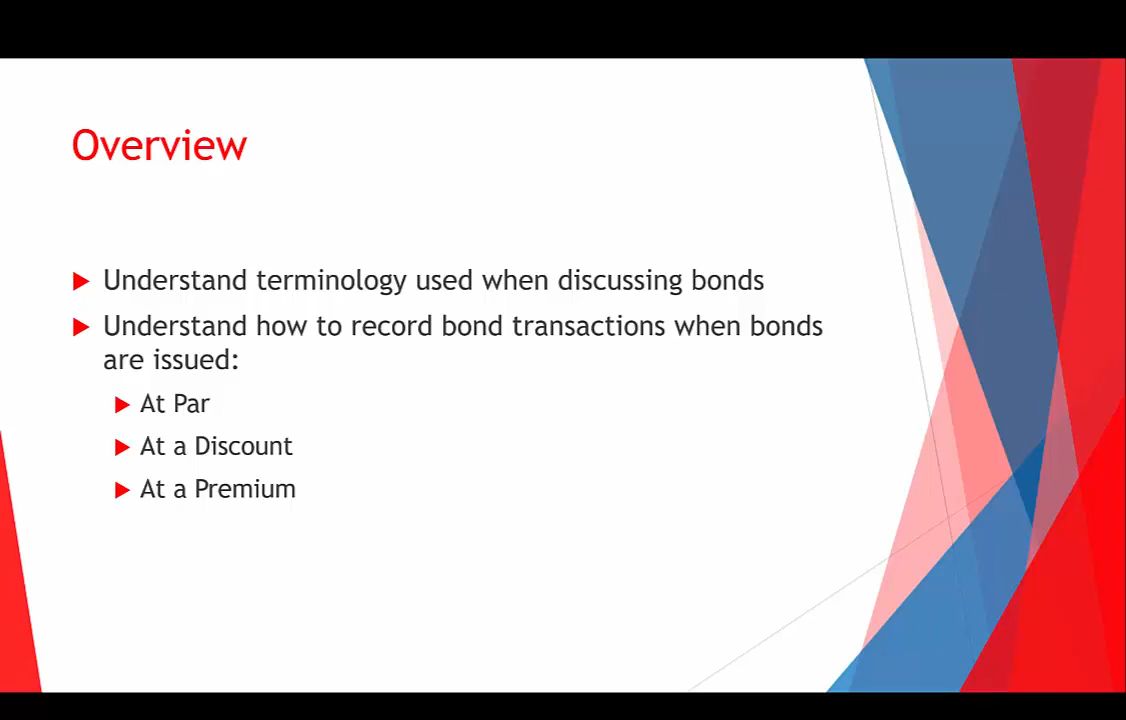 Overview
Understand terminology used when discussing bonds
Understand how to record bond transactions when bonds
are issued:
At Par
At a Discount
At a Premium